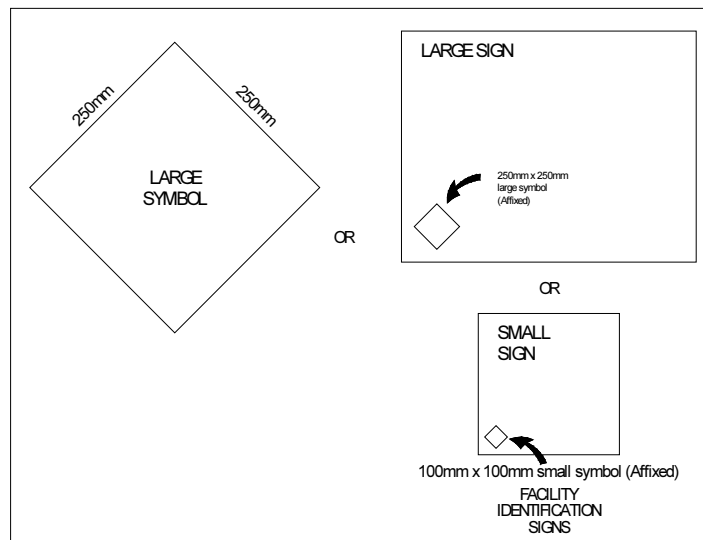 250mm
250mm
LARGE
SYMBOL
OR
LARGE SIGN
250mm x 250mm
large symbol
(Affixed)
OR
SMALL
SIGN
100mm x 100mm small symbol (Affixed)
FACILITY
IDENTIFICATION
SIGNS